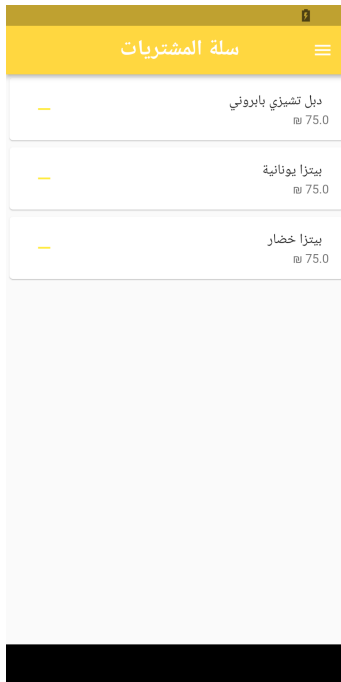 سلة المشتريات
دبل تشيزي بابروني
75.0 ₪
بيتزا يونانية
75.0 ₪
بيتزا خضار
75.0 ₪